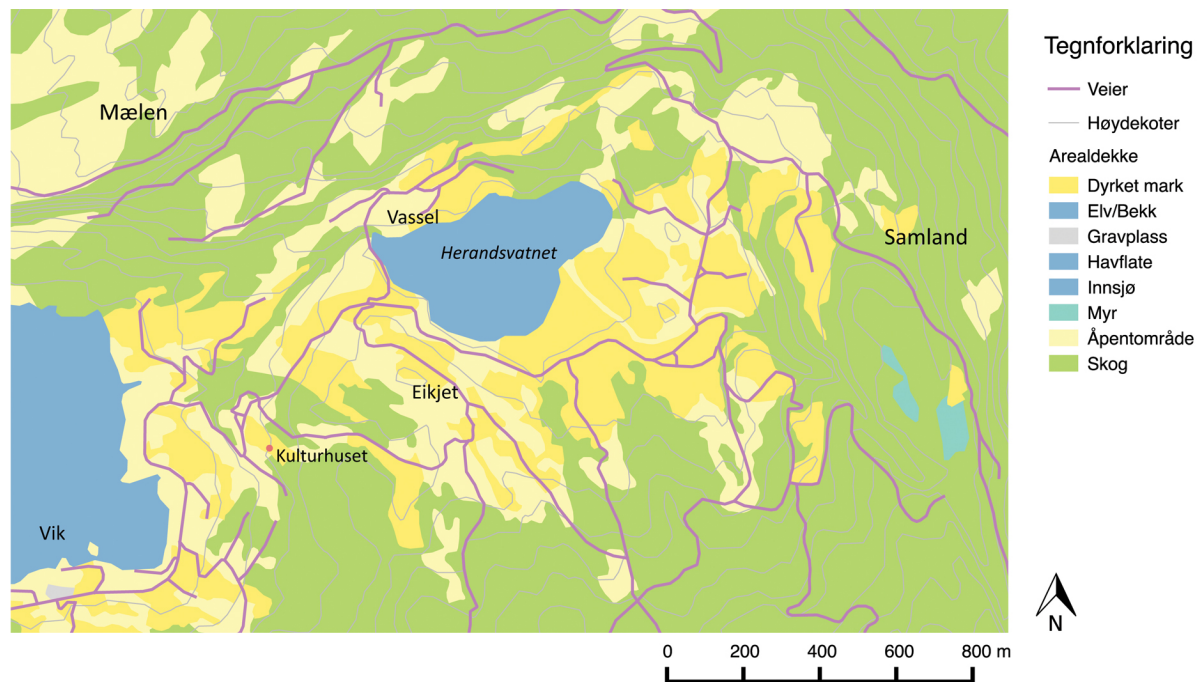 Mælen
Vassel
Herandsvatnet
Samland
Eikjet
Kulturhuset
Vik
Tegnforklaring
Veier
Høydekoter
Arealdekke
Dyrket mark
Elv/Bekk
Gravplass
Havflate
Innsjø
Myr
Åpentområde
Skog
N
0 200 400 600 800 m